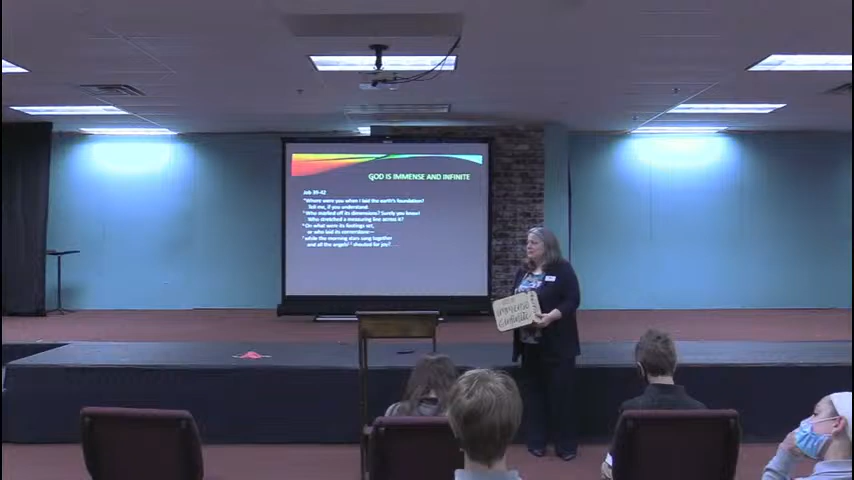 GOD IS IMMENSE AND INFINITE
Job 39-42
"Where were you when I laid the earth's foundation?
Tell me, if you understand.
Who marked off its dimensions? Surely you know!
Who stretched a measuring line across it?
On what were its footings set,
or who laid its cornerstone—
while the morning stars sang together
and all the angels shouted for joy? . . .
immense